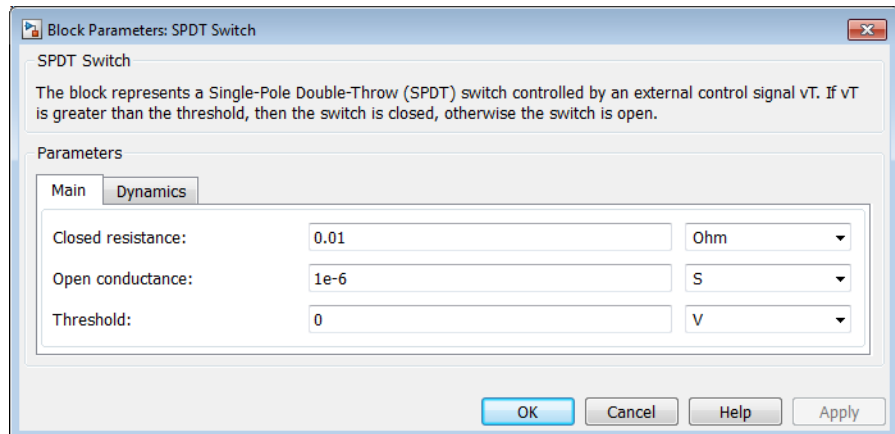 Block Parameters: SPDT Switch
SPDT Switch
The block represents a Single-Pole Double-Throw (SPDT) switch controlled by an external control signal vT. If vT
is greater than the threshold, then the switch is closed, otherwise the switch is open.
Parameters
Main Dynamics
Closed resistance: 0.01 Ohm
Open conductance: 1e-6 S
Threshold: 0 V
OK Cancel Help Apply